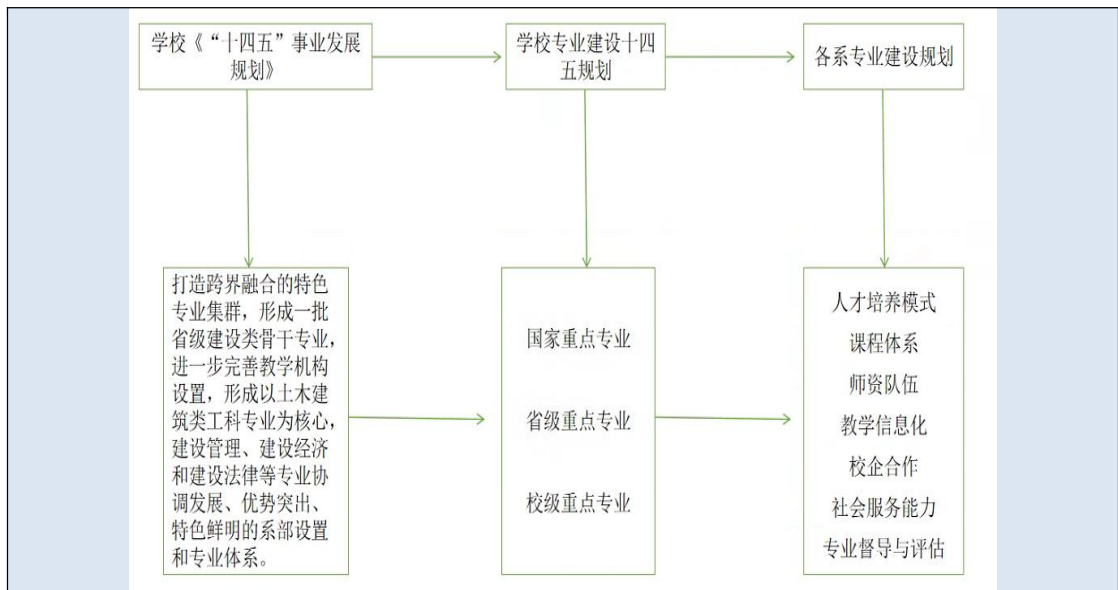 学校《“十四五”事业发展
规划》
学校专业建设十四
五规划
各系专业建设规划
打造跨界融合的特色
专业集群，形成一批
省级建设类骨干专业，
进一步完善教学机构
设置，形成以土木建
筑类工科专业为核心，
建设管理、建设经济
和建设法律等专业协
调发展、优势突出、
特色鲜明的系部设置
和专业体系。
国家重点专业
省级重点专业
校级重点专业
人才培养模式
课程体系
师资队伍
教学信息化
校企合作
社会服务能力
专业督导与评估